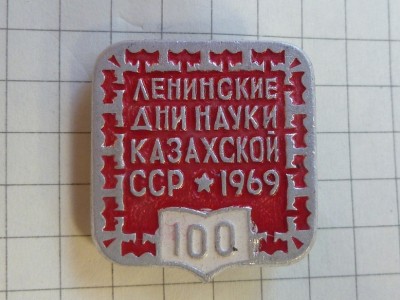 ЛЕНИНСКИЕ
ДНИ НАУКИ
КАЗАХСКОЙ
ССР ★ 1969
100